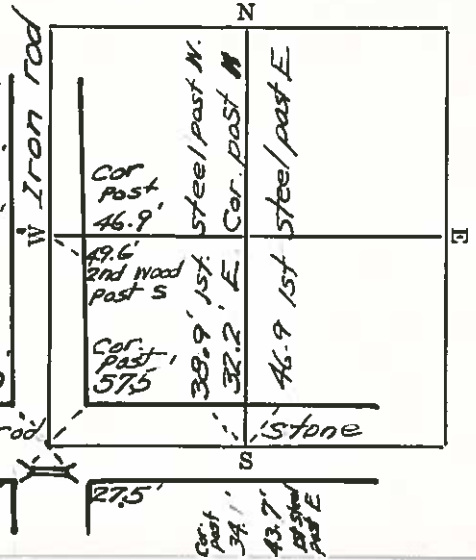 N
Iron rod
W
E
S
Cor
Post
46.9'
49.6'
2nd wood
post S
Cor.
post
57.5'
38.9' 1st. steel post W.
32.2' E Cor. post
46.9 1st steel post E
rod
stone
27.5'
Cor.
post
34.1'
43.7'
1st steel
post E